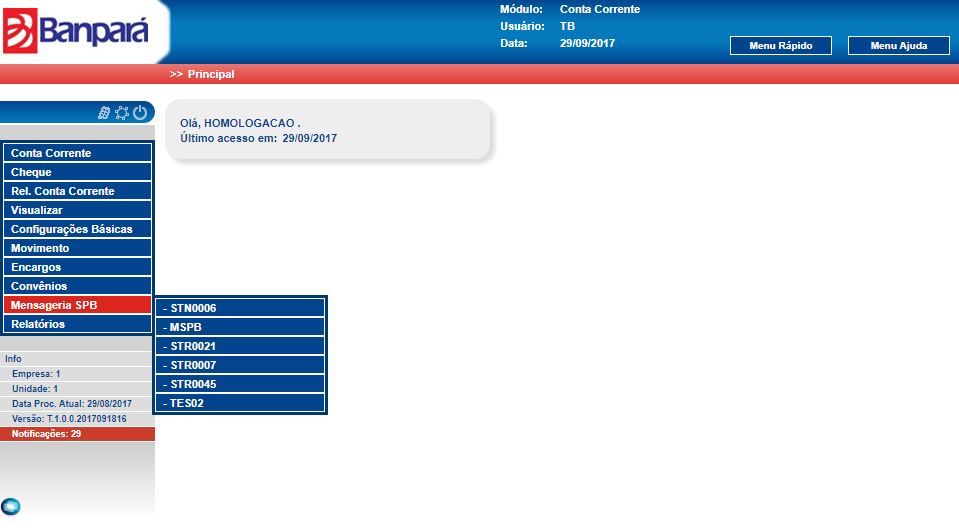 Banpará
Módulo: Conta Corrente
Usuário: TB
Data: 29/09/2017
Menu Rápido
Menu Ajuda
>> Principal
Olá, HOMOLOGACAO .
Último acesso em: 29/09/2017
Conta Corrente
Cheque
Rel. Conta Corrente
Visualizar
Configurações Básicas
Movimento
Encargos
Convênios
Mensageria SPB
Relatórios
- STN0006
- MSPB
- STR0021
- STR0007
- STR0045
- TES02
Info
Empresa: 1
Unidade: 1
Data Proc. Atual: 29/08/2017
Versão: T.1.0.0.2017091816
Notificações: 29